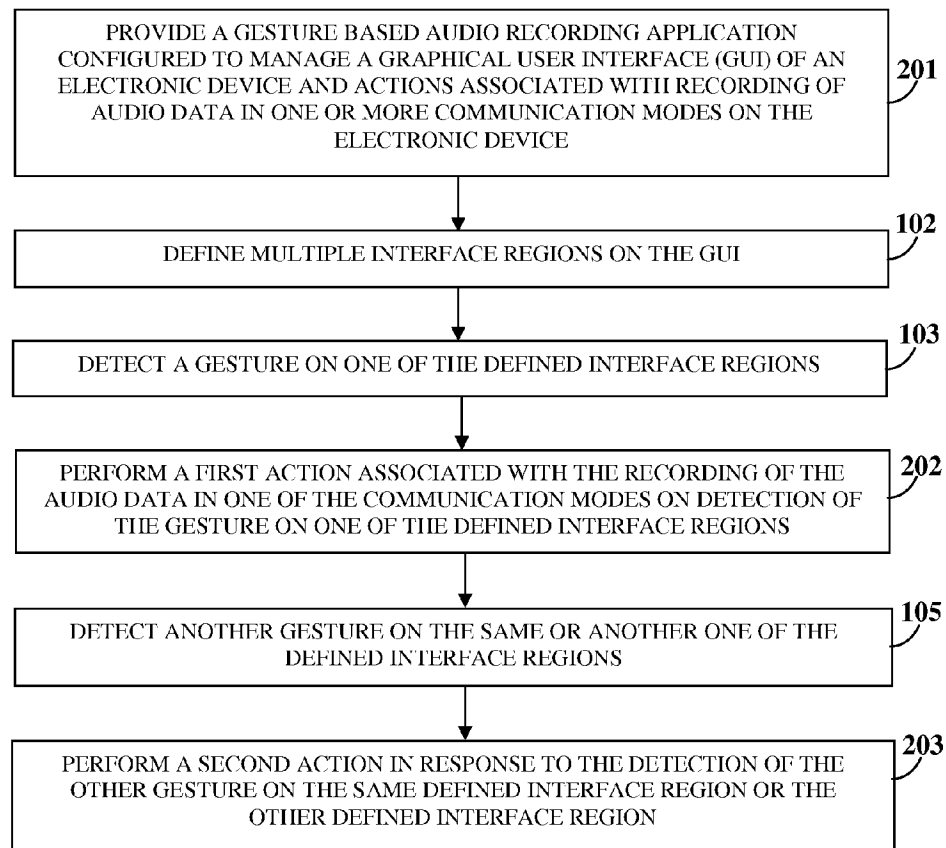 PROVIDE A GESTURE BASED AUDIO RECORDING APPLICATION
CONFIGURED TO MANAGE A GRAPHICAL USER INTERFACE (GUI) OF AN
ELECTRONIC DEVICE AND ACTIONS ASSOCIATED WITH RECORDING OF
AUDIO DATA IN ONE OR MORE COMMUNICATION MODES ON THE
ELECTRONIC DEVICE
201
DEFINE MULTIPLE INTERFACE REGIONS ON THE GUI
102
DETECT A GESTURE ON ONE OF THE DEFINED INTERFACE REGIONS
103
PERFORM A FIRST ACTION ASSOCIATED WITH THE RECORDING OF THE
AUDIO DATA IN ONE OF THE COMMUNICATION MODES ON DETECTION OF
THE GESTURE ON ONE OF THE DEFINED INTERFACE REGIONS
202
DETECT ANOTHER GESTURE ON THE SAME OR ANOTHER ONE OF THE
DEFINED INTERFACE REGIONS
105
PERFORM A SECOND ACTION IN RESPONSE TO THE DETECTION OF THE
OTHER GESTURE ON THE SAME DEFINED INTERFACE REGION OR THE
OTHER DEFINED INTERFACE REGION
203